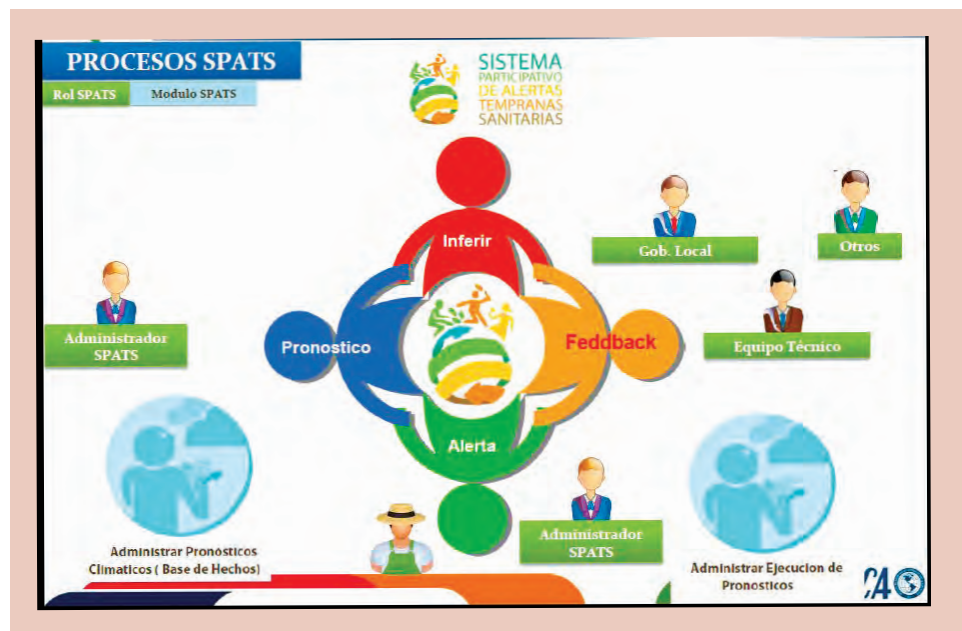 PROCESOS SPATS
Rol SPATS
Modulo SPATS
SISTEMA
PARTICIPATIVO
DE ALERTAS
TEMPRANAS
SANITARIAS
Inferir
Gob. Local
Otros
Administrador
SPATS
Pronostico
Feddback
Equipo Técnico
Alerta
Administrador
SPATS
Administrar Pronósticos
Climaticos ( Base de Hechos)
Administrar Ejecucion de
Pronosticos